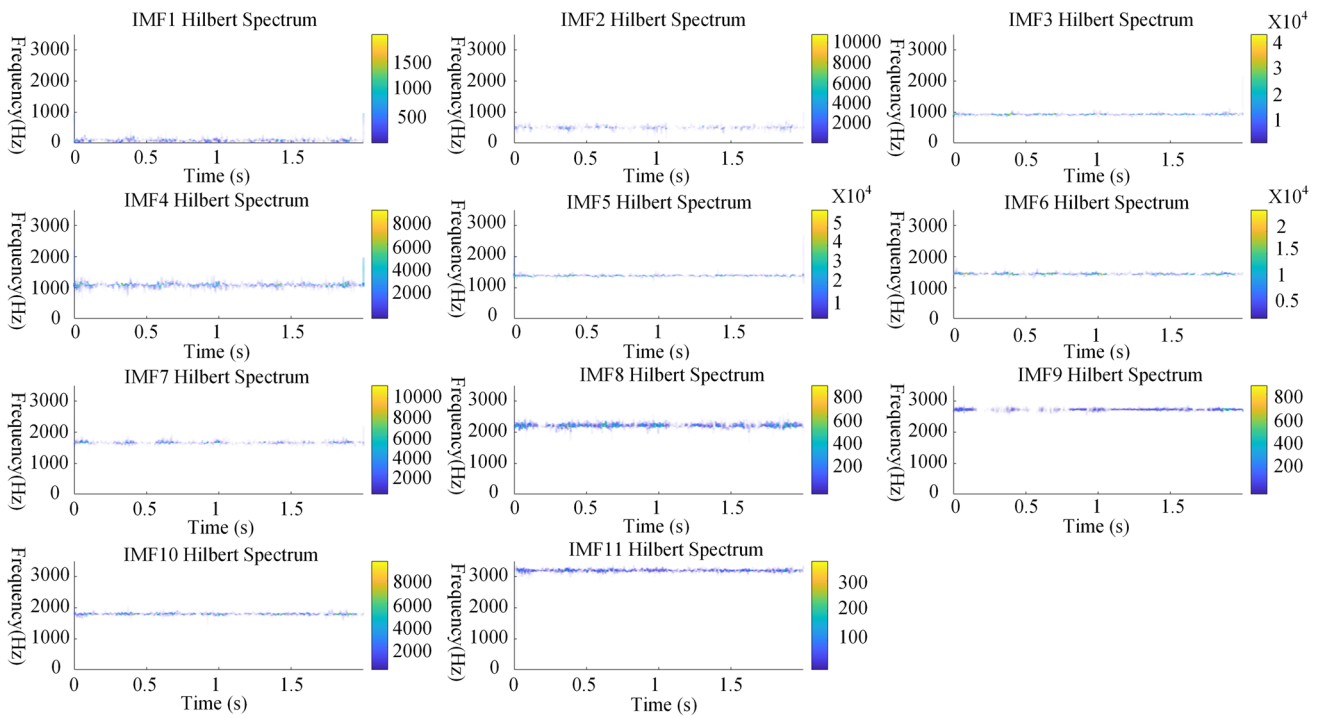 IMF1 Hilbert Spectrum
Frequency(Hz)
3000
2000
1000
0
0 0.5 1 1.5
Time (s)
1500
1000
500
IMF2 Hilbert Spectrum
Frequency(Hz)
3000
2000
1000
0
0 0.5 1 1.5
Time (s)
10000
8000
6000
4000
2000
IMF3 Hilbert Spectrum
Frequency(Hz)
3000
2000
1000
0
0 0.5 1 1.5
Time (s)
X10⁴
4
3
2
1
IMF4 Hilbert Spectrum
Frequency(Hz)
3000
2000
1000
0
0 0.5 1 1.5
Time (s)
8000
6000
4000
2000
IMF5 Hilbert Spectrum
Frequency(Hz)
3000
2000
1000
0
0 0.5 1 1.5
Time (s)
X10⁴
5
4
3
2
1
IMF6 Hilbert Spectrum
Frequency(Hz)
3000
2000
1000
0
0 0.5 1 1.5
Time (s)
X10⁴
2
1.5
1
0.5
IMF7 Hilbert Spectrum
Frequency(Hz)
3000
2000
1000
0
0 0.5 1 1.5
Time (s)
10000
8000
6000
4000
2000
IMF8 Hilbert Spectrum
Frequency(Hz)
3000
2000
1000
0
0 0.5 1 1.5
Time (s)
800
600
400
200
IMF9 Hilbert Spectrum
Frequency(Hz)
3000
2000
1000
0
0 0.5 1 1.5
Time (s)
800
600
400
200
IMF10 Hilbert Spectrum
Frequency(Hz)
3000
2000
1000
0
0 0.5 1 1.5
Time (s)
8000
6000
4000
2000
IMF11 Hilbert Spectrum
Frequency(Hz)
3000
2000
1000
0
0 0.5 1 1.5
Time (s)
300
200
100